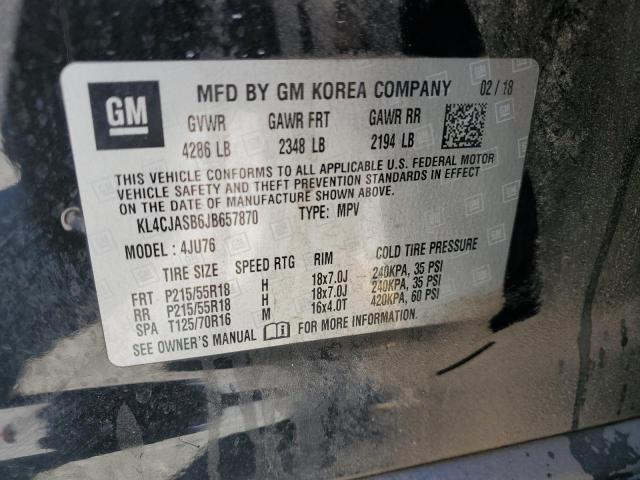 GM
MFD BY GM KOREA COMPANY 02 / 18
GVWR GAWR FRT GAWR RR
4286 LB 2348 LB 2194 LB
THIS VEHICLE CONFORMS TO ALL APPLICABLE U.S. FEDERAL MOTOR
VEHICLE SAFETY AND THEFT PREVENTION STANDARDS IN EFFECT
ON THE DATE OF MANUFACTURE SHOWN ABOVE.
KL4CJASB6JB657870 TYPE: MPV
MODEL : 4JU76
TIRE SIZE SPEED RTG RIM COLD TIRE PRESSURE
FRT P215/55R18 H 18x7.0J 240KPA, 35 PSI
RR P215/55R18 H 18x7.0J 240KPA, 35 PSI
SPA T125/70R16 M 16x4.0T 420KPA, 60 PSI
SEE OWNER'S MANUAL FOR MORE INFORMATION.